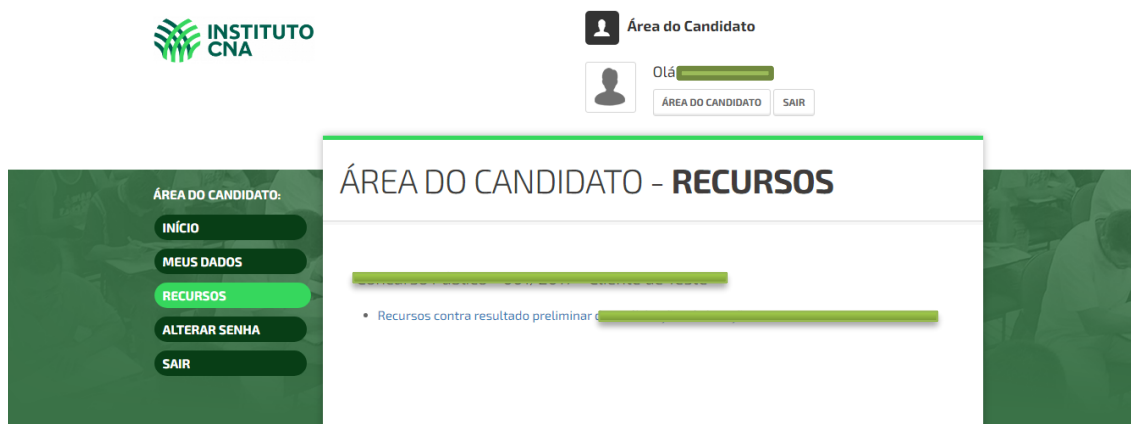 INSTITUTO
CNA
Área do Candidato
Olá
ÁREA DO CANDIDATO
SAIR
ÁREA DO CANDIDATO:
INÍCIO
MEUS DADOS
RECURSOS
ALTERAR SENHA
SAIR
ÁREA DO CANDIDATO - RECURSOS
Recursos contra resultado preliminar